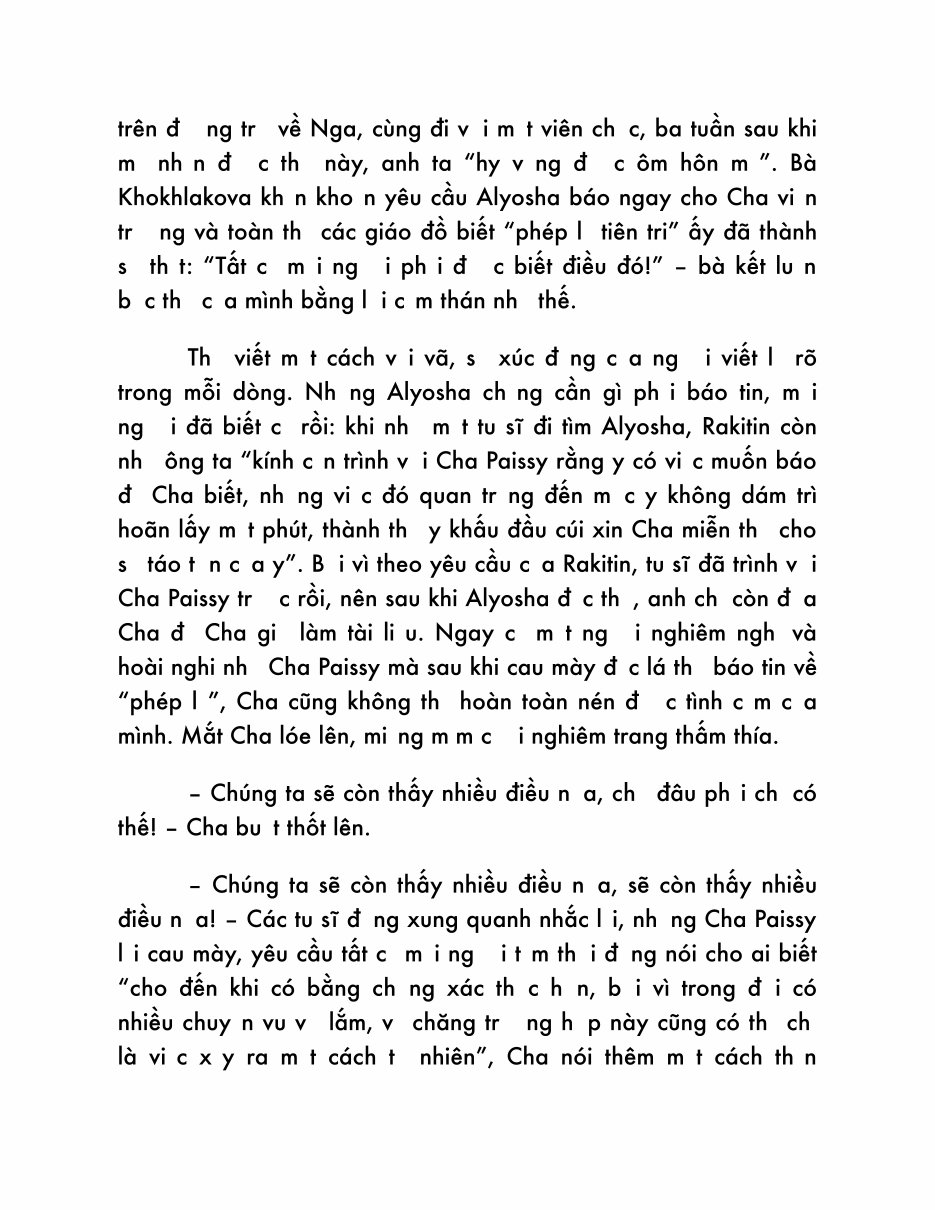 trên đ ng tr về Nga, cùng đi v i m t viên ch c, ba tuần sau khi
m nh n đ c th này, anh ta “hy v ng đ c ôm hôn m ”. Bà
Khokhlakova kh n kho n yêu cầu Alyosha báo ngay cho Cha vi n
tr ng và toàn th các giáo đồ biết “phép l tiên tri” ấy đã thành
s th t: “Tất c m i ng i ph i đ c biết điều đó!” – bà kết lu n
b c th c a mình bằng l i c m thán nh thế.
Th viết m t cách v i vã, s xúc đ ng c a ng i viết l rõ
trong mỗi dòng. Nh ng Alyosha ch ng cần gì ph i báo tin, m i
ng i đã biết c rồi: khi nh m t tu sĩ đi tìm Alyosha, Rakitin còn
nh ông ta “kính c n trình v i Cha Paissy rằng y có vi c muốn báo
đ Cha biết, nh ng vi c đó quan tr ng đến m c y không dám trì
hoãn lấy m t phút, thành th y khấu đầu cúi xin Cha miễn th cho
s táo t n c a y”. B i vì theo yêu cầu c a Rakitin, tu sĩ đã trình v i
Cha Paissy tr c rồi, nên sau khi Alyosha đ c th , anh ch còn đ a
Cha đ Cha gi làm tài li u. Ngay c m t ng i nghiêm ngh và
hoài nghi nh Cha Paissy mà sau khi cau mày đ c lá th báo tin về
“phép l ”, Cha cũng không th hoàn toàn nén đ c tình c m c a
mình. Mắt Cha lóe lên, mi ng m m c i nghiêm trang thấm thía.
– Chúng ta sẽ còn thấy nhiều điều n a, ch đâu ph i ch có
thế! – Cha bu t thốt lên.
– Chúng ta sẽ còn thấy nhiều điều n a, sẽ còn thấy nhiều
điều n a! – Các tu sĩ đ ng xung quanh nhắc l i, nh ng Cha Paissy
l i cau mày, yêu cầu tất c m i ng i t m th i đ ng nói cho ai biết
“cho đến khi có bằng ch ng xác th c h n, b i vì trong đ i có
nhiều chuy n vu v lắm, v chăng tr ng h p này cũng có th ch
là vi c x y ra m t cách t nhiên”, Cha nói thêm m t cách th n